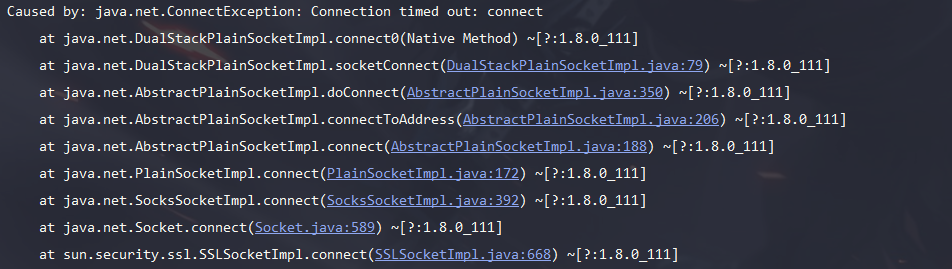 Caused by: java.net.ConnectException: Connection timed out: connect
at java.net.DualStackPlainSocketImpl.connect0(Native Method) ~[?:1.8.0_111]
at java.net.DualStackPlainSocketImpl.socketConnect(DualStackPlainSocketImpl.java:79) ~[?:1.8.0_111]
at java.net.AbstractPlainSocketImpl.doConnect(AbstractPlainSocketImpl.java:350) ~[?:1.8.0_111]
at java.net.AbstractPlainSocketImpl.connectToAddress(AbstractPlainSocketImpl.java:206) ~[?:1.8.0_111]
at java.net.AbstractPlainSocketImpl.connect(AbstractPlainSocketImpl.java:188) ~[?:1.8.0_111]
at java.net.PlainSocketImpl.connect(PlainSocketImpl.java:172) ~[?:1.8.0_111]
at java.net.SocksSocketImpl.connect(SocksSocketImpl.java:392) ~[?:1.8.0_111]
at java.net.Socket.connect(Socket.java:589) ~[?:1.8.0_111]
at sun.security.ssl.SSLSocketImpl.connect(SSLSocketImpl.java:668) ~[?:1.8.0_111]